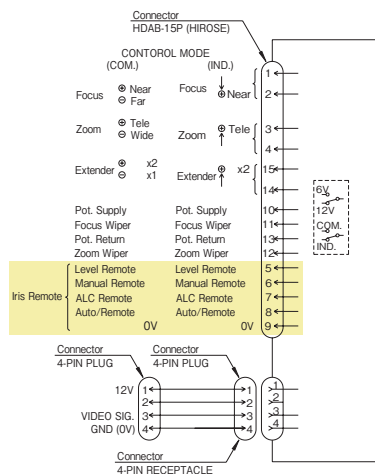 Connector
HDAB-15P (HIROSE)
CONTOROL MODE
(COM.) (IND.)
Focus ⊕ Near ⊖ Far Focus ⊕ Near 1 2
Zoom ⊕ Tele ⊖ Wide Zoom ⊕ Tele 3 4
Extender ⊕ x2 ⊖ x1 Extender ⊕ x2 15 14
6V
12V
COM.
IND.
Pot. Supply Pot. Supply 10
Focus Wiper Focus Wiper 11
Pot. Return Pot. Return 13
Zoom Wiper Zoom Wiper 12
Iris Remote
Level Remote Level Remote 5
Manual Remote Manual Remote 6
ALC Remote ALC Remote 7
Auto/Remote Auto/Remote 8
0V 0V 9
Connector Connector
4-PIN PLUG 4-PIN PLUG
12V 1 1 1
2 2 2
VIDEO SIG. 3 3 3
GND (0V) 4 4 4
Connector
4-PIN RECEPTACLE